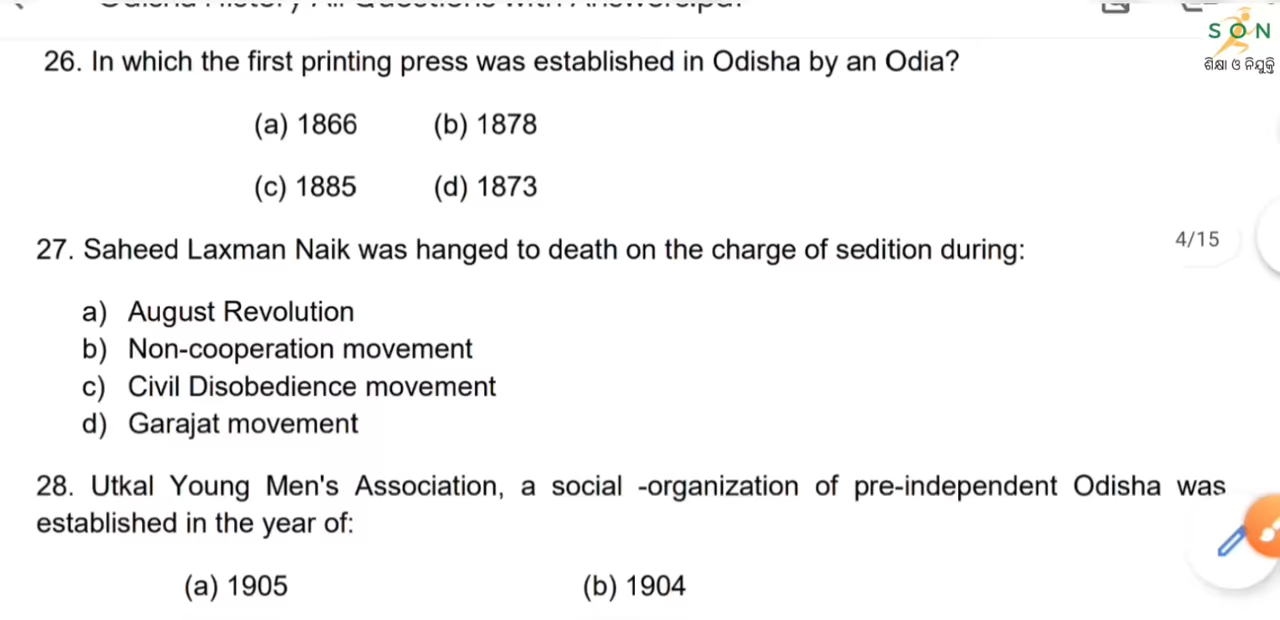 SON
ଶିକ୍ଷା ଓ ନିଯୁକ୍ତି
26. In which the first printing press was established in Odisha by an Odia?
(a) 1866 (b) 1878
(c) 1885 (d) 1873
27. Saheed Laxman Naik was hanged to death on the charge of sedition during:
4/15
a) August Revolution
b) Non-cooperation movement
c) Civil Disobedience movement
d) Garajat movement
28. Utkal Young Men's Association, a social -organization of pre-independent Odisha was
established in the year of:
(a) 1905 (b) 1904